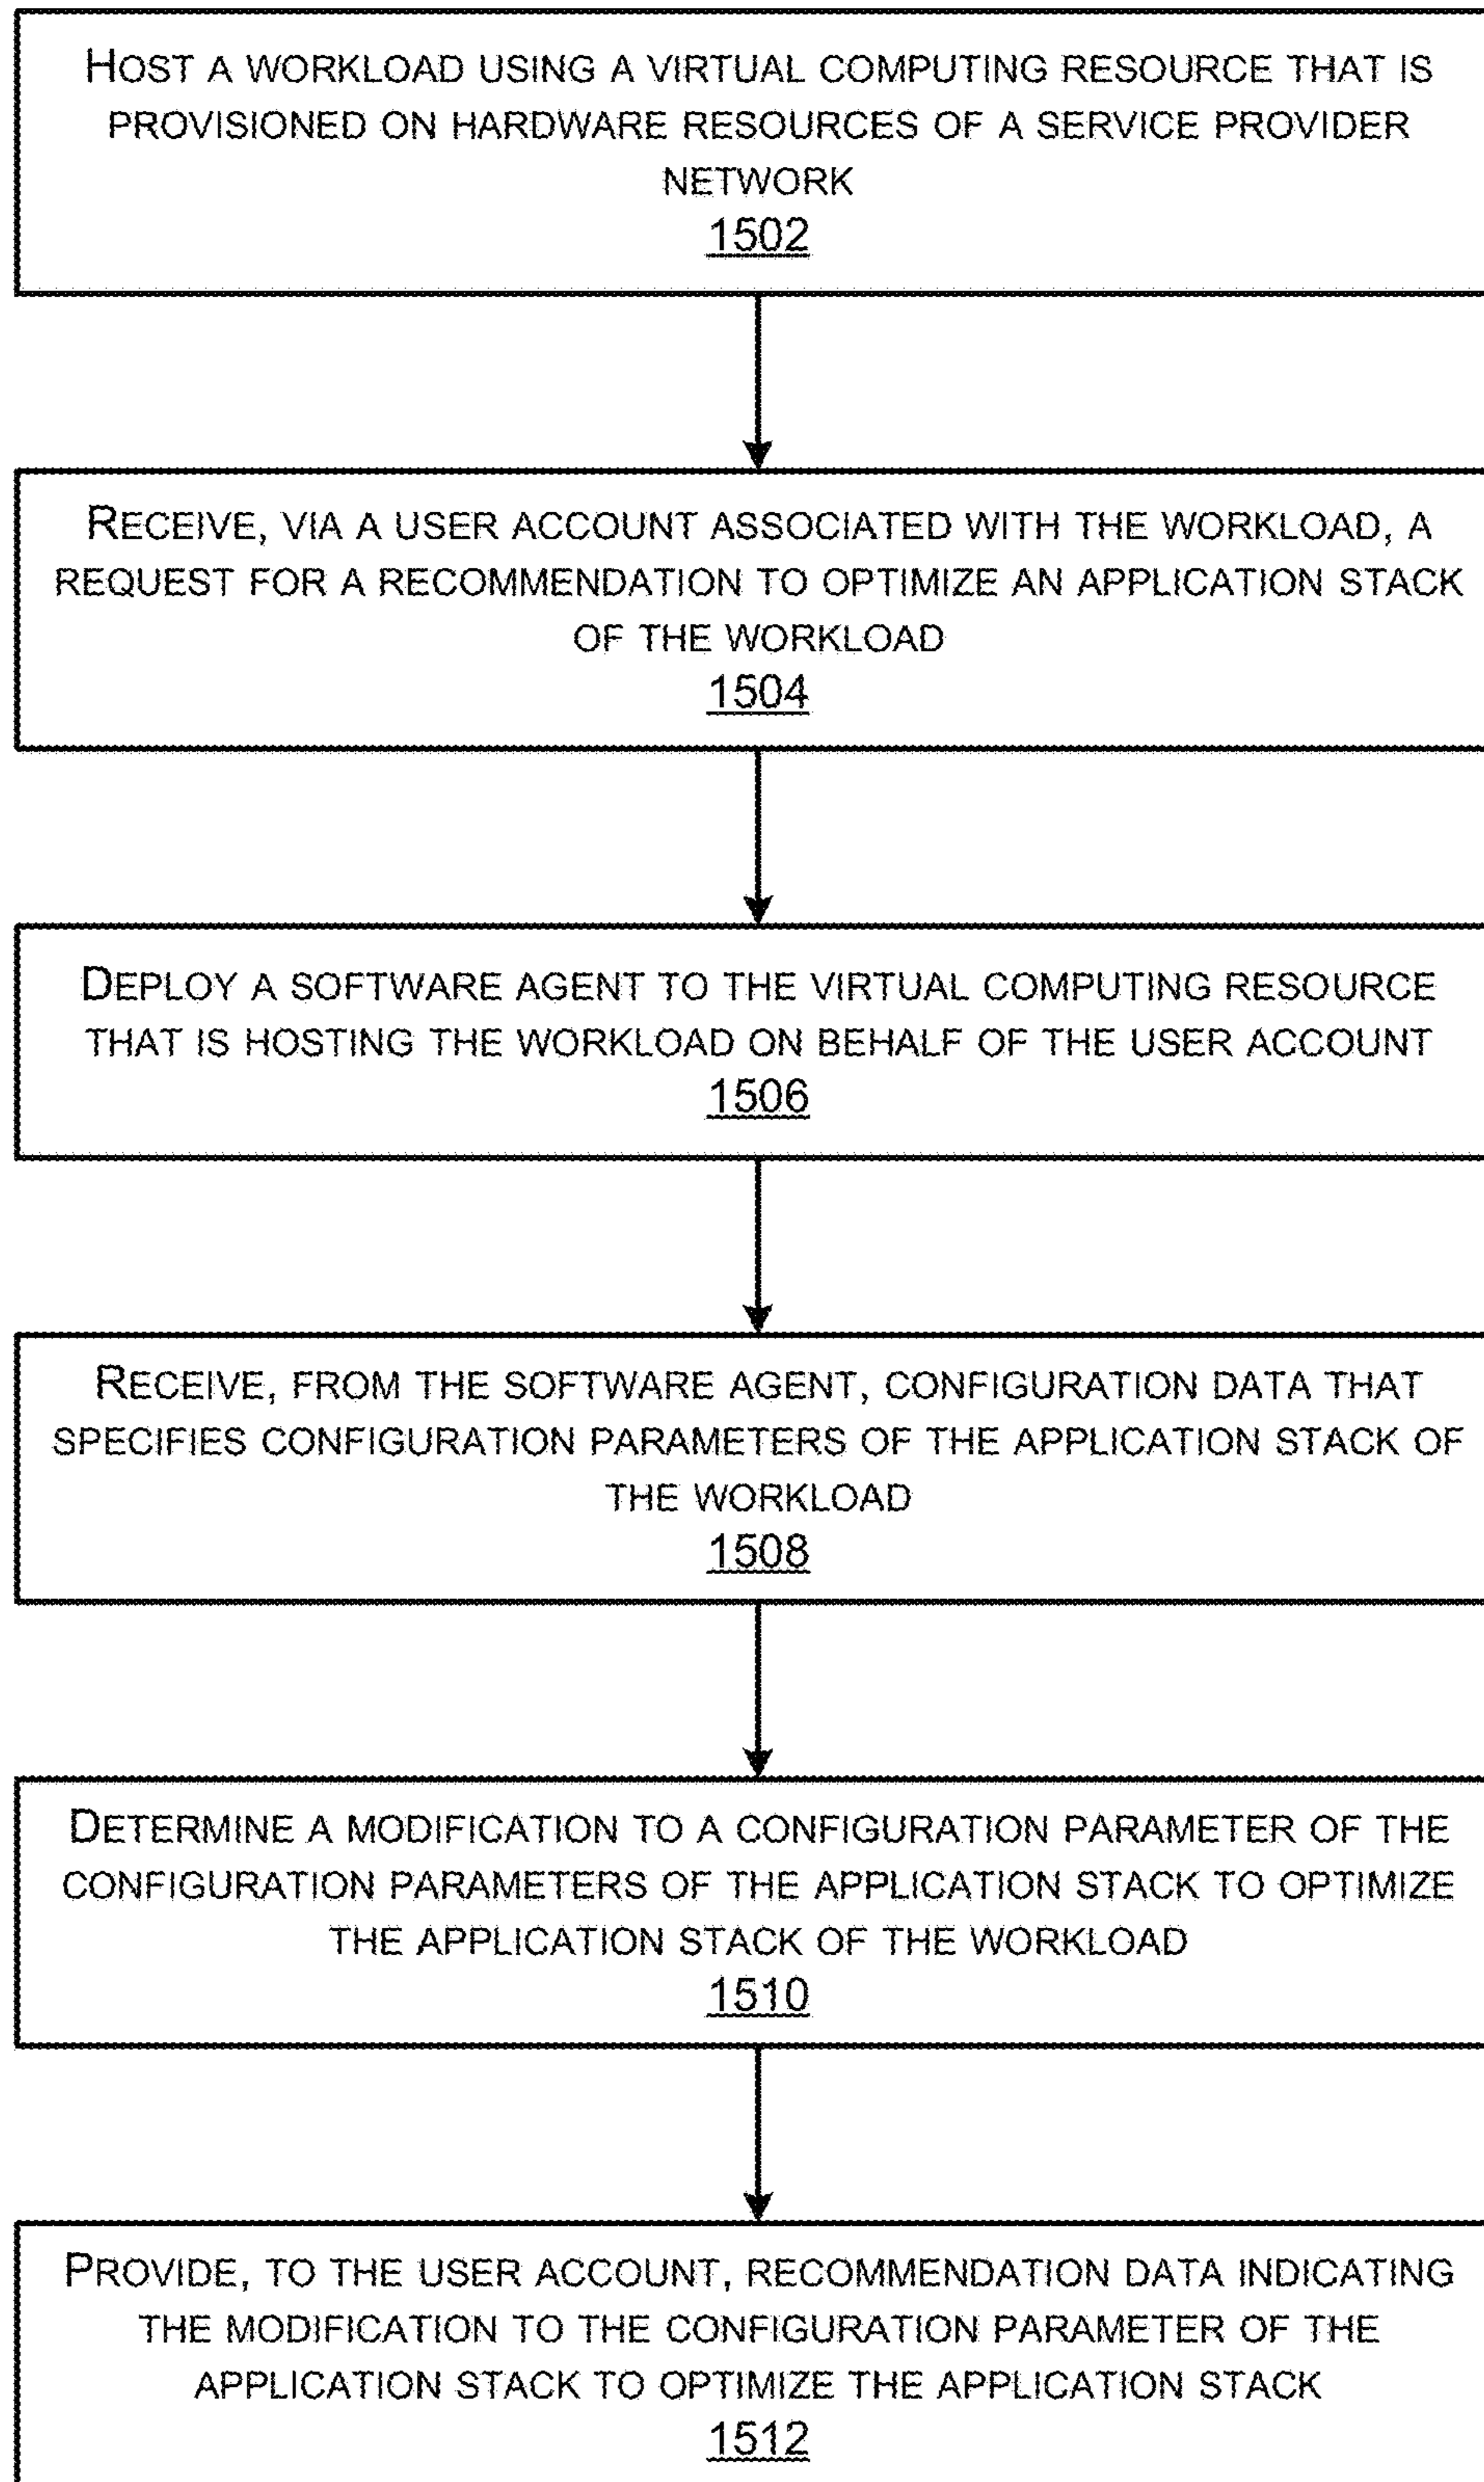 HOST A WORKLOAD USING A VIRTUAL COMPUTING RESOURCE THAT IS
PROVISIONED ON HARDWARE RESOURCES OF A SERVICE PROVIDER
NETWORK
1502
RECEIVE, VIA A USER ACCOUNT ASSOCIATED WITH THE WORKLOAD, A
REQUEST FOR A RECOMMENDATION TO OPTIMIZE AN APPLICATION STACK
OF THE WORKLOAD
1504
DEPLOY A SOFTWARE AGENT TO THE VIRTUAL COMPUTING RESOURCE
THAT IS HOSTING THE WORKLOAD ON BEHALF OF THE USER ACCOUNT
1506
RECEIVE, FROM THE SOFTWARE AGENT, CONFIGURATION DATA THAT
SPECIFIES CONFIGURATION PARAMETERS OF THE APPLICATION STACK OF
THE WORKLOAD
1508
DETERMINE A MODIFICATION TO A CONFIGURATION PARAMETER OF THE
CONFIGURATION PARAMETERS OF THE APPLICATION STACK TO OPTIMIZE
THE APPLICATION STACK OF THE WORKLOAD
1510
PROVIDE, TO THE USER ACCOUNT, RECOMMENDATION DATA INDICATING
THE MODIFICATION TO THE CONFIGURATION PARAMETER OF THE
APPLICATION STACK TO OPTIMIZE THE APPLICATION STACK
1512